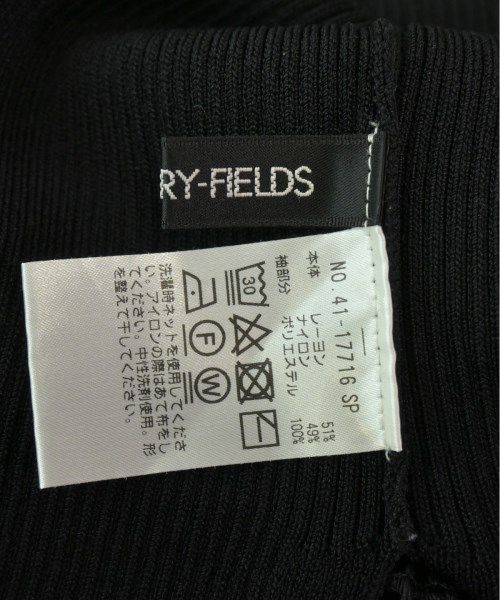 RY-FIELDS
NO. 41-17716 SP
本体 レーヨン 51%
ナイロン 49%
袖部分 ポリエステル 100%
30
F
W
洗濯時ネットを使用してくださ
い。アイロンの際はあて布をし
てください。中性洗剤使用。形
を整えて干してください。